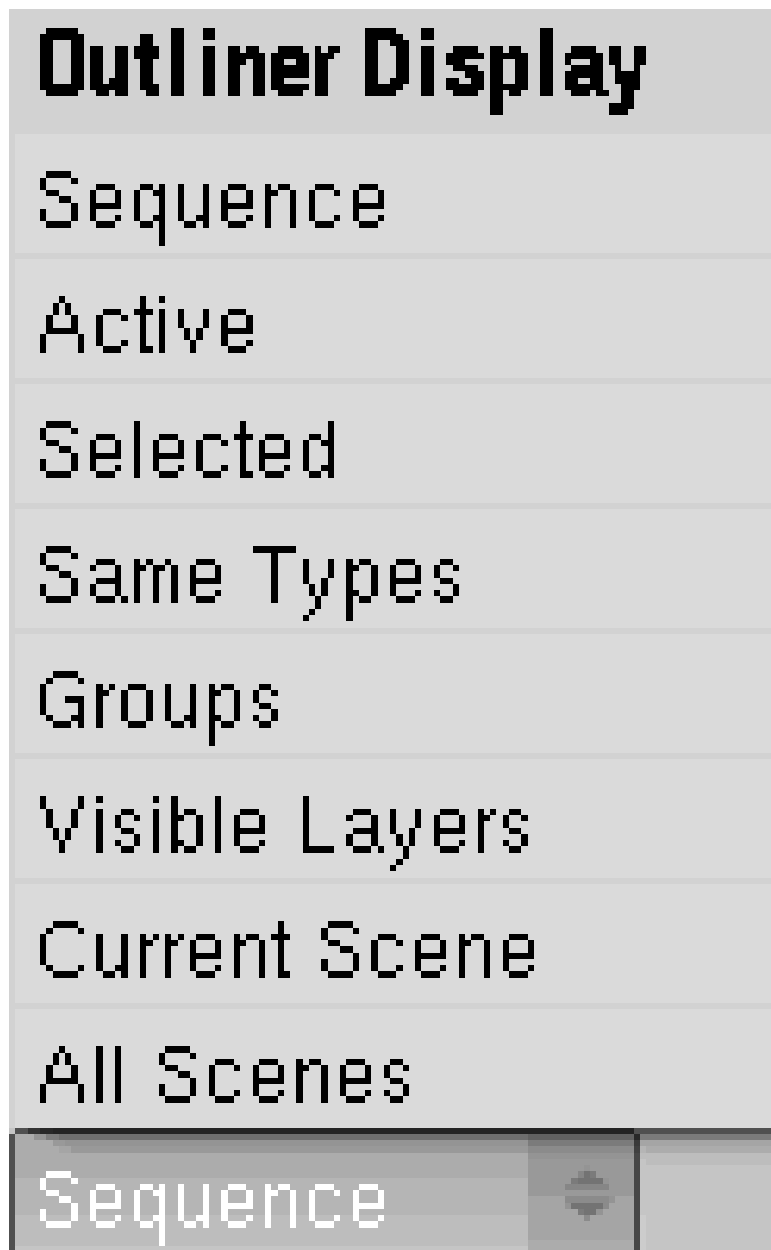 Outliner Display
Sequence
Active
Selected
Same Types
Groups
Visible Layers
Current Scene
All Scenes
Sequence